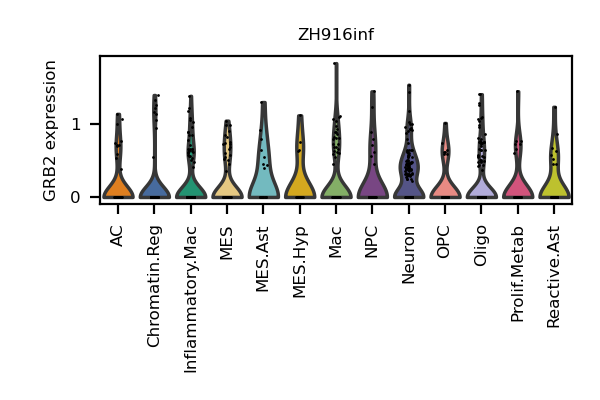 ZH916inf
GRB2 expression
1
0
AC
Chromatin.Reg
Inflammatory.Mac
MES
MES.Ast
MES.Hyp
Mac
NPC
Neuron
OPC
Oligo
Prolif.Metab
Reactive.Ast